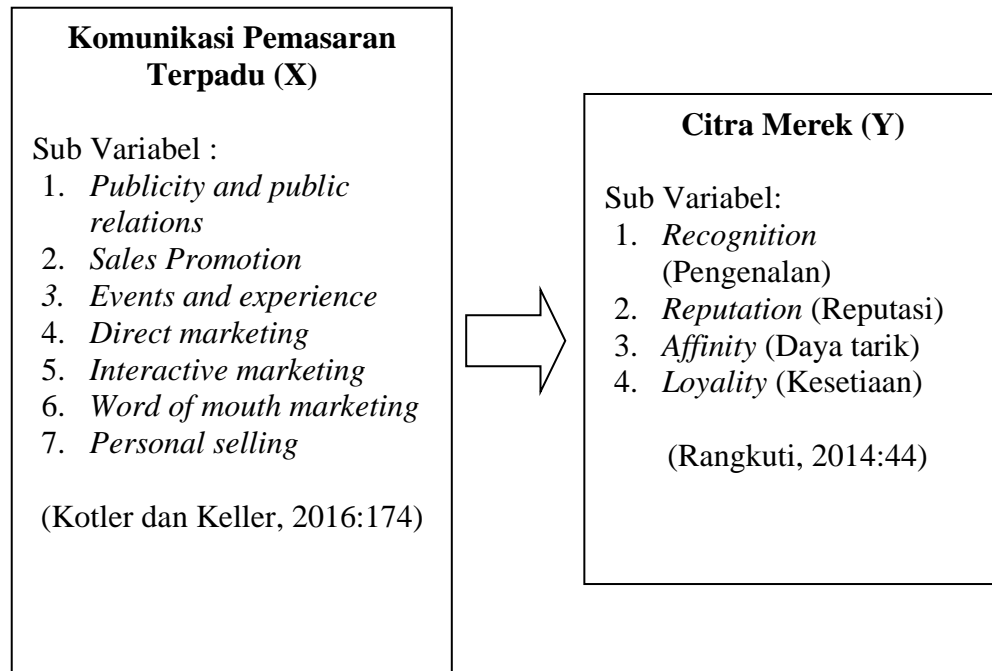 Komunikasi Pemasaran
Terpadu (X)
Sub Variabel :
1. Publicity and public
relations
2. Sales Promotion
3. Events and experience
4. Direct marketing
5. Interactive marketing
6. Word of mouth marketing
7. Personal selling
(Kotler dan Keller, 2016:174)
Citra Merek (Y)
Sub Variabel:
1. Recognition
(Pengenalan)
2. Reputation (Reputasi)
3. Affinity (Daya tarik)
4. Loyality (Kesetiaan)
(Rangkuti, 2014:44)